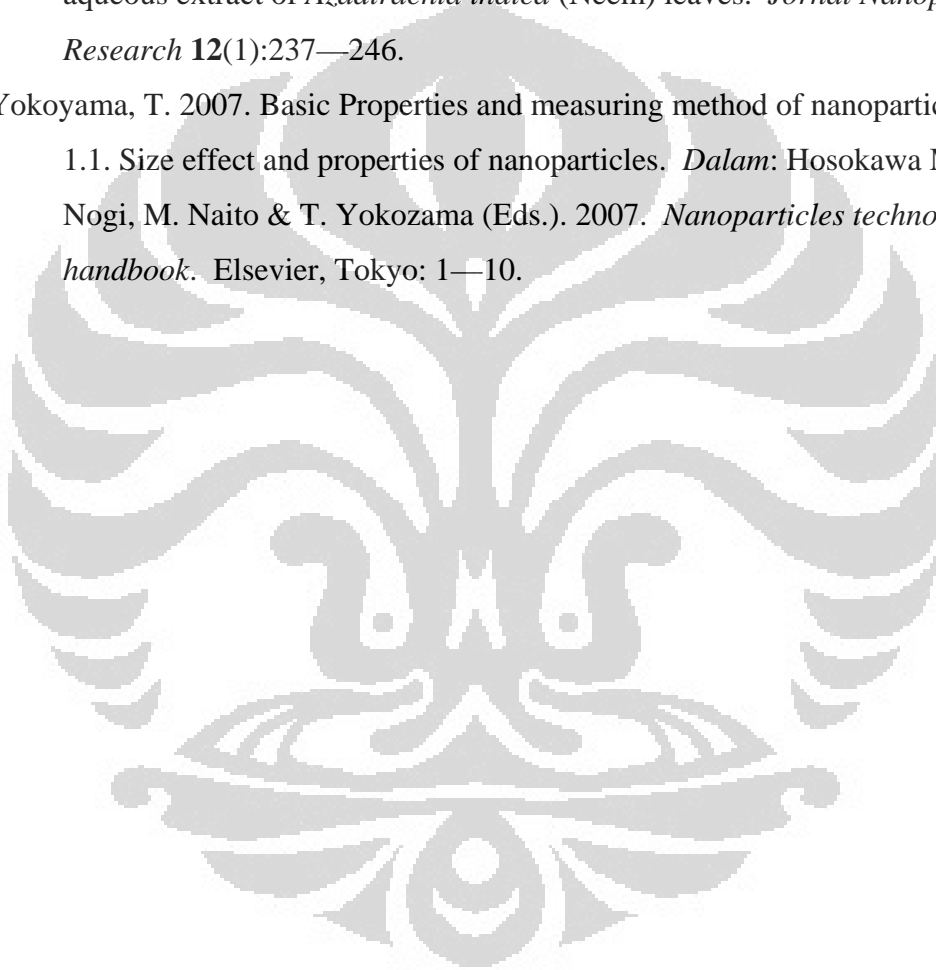 aqueous extract of Azadirachta indica (Neem) leaves. Jornal Nanop
Research 12(1):237—246.
Yokoyama, T. 2007. Basic Properties and measuring method of nanopartic
1.1. Size effect and properties of nanoparticles. Dalam: Hosokawa
Nogi, M. Naito & T. Yokozama (Eds.). 2007. Nanoparticles techno
handbook. Elsevier, Tokyo: 1—10.